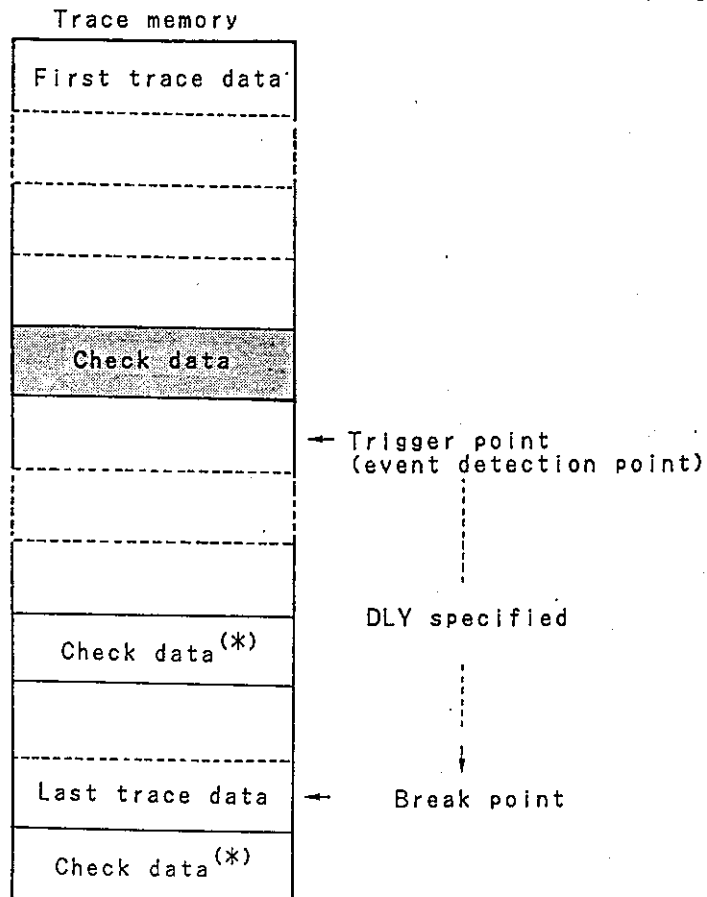 Trace memory
First trace data
Check data
← Trigger point
(event detection point)
DLY specified
Check data(*)
Last trace data ← Break point
Check data(*)